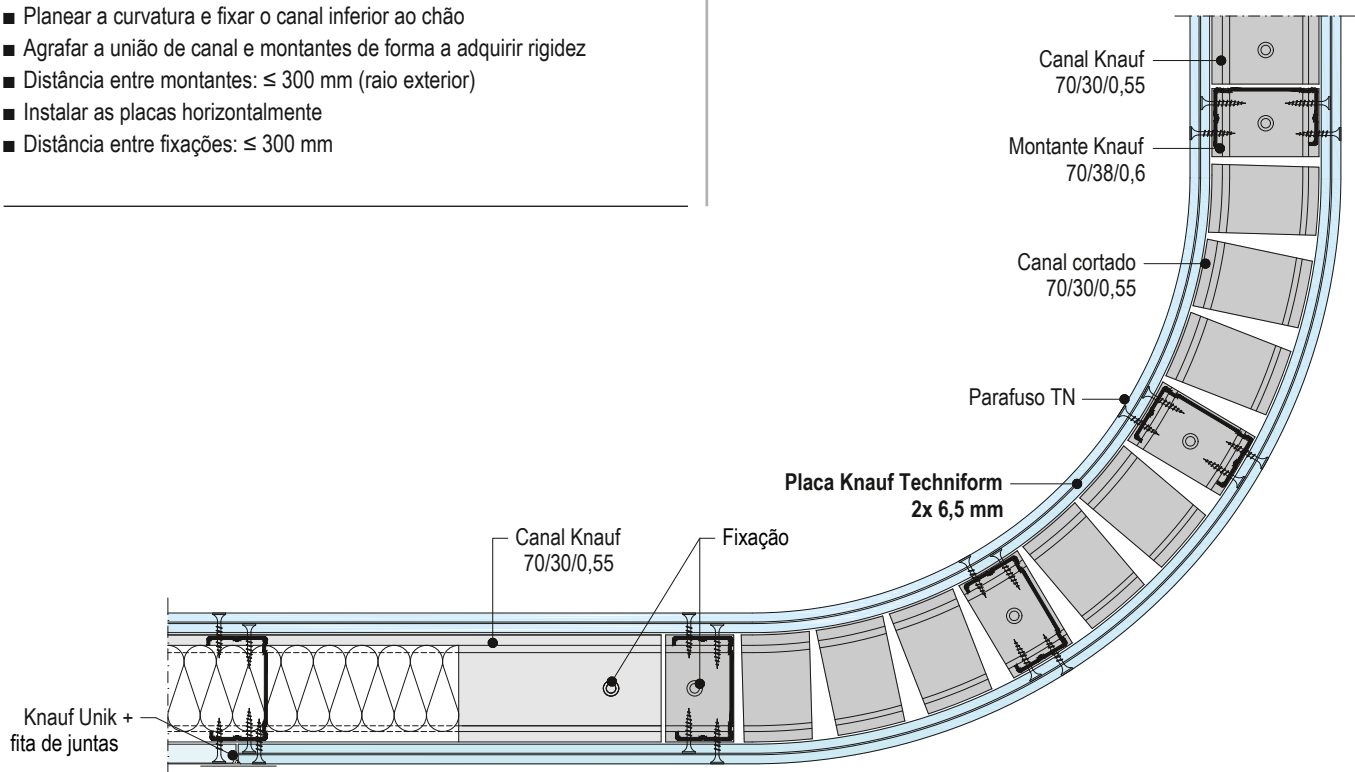 ■ Planear a curvatura e fixar o canal inferior ao chão
■ Agrafar a união de canal e montantes de forma a adquirir rigidez
■ Distância entre montantes: ≤ 300 mm (raio exterior)
■ Instalar as placas horizontalmente
■ Distância entre fixações: ≤ 300 mm
Canal Knauf
70/30/0,55
Montante Knauf
70/38/0,6
Canal cortado
70/30/0,55
Parafuso TN
Placa Knauf Techniform
2x 6,5 mm
Canal Knauf
70/30/0,55
Fixação
Knauf Unik +
fita de juntas